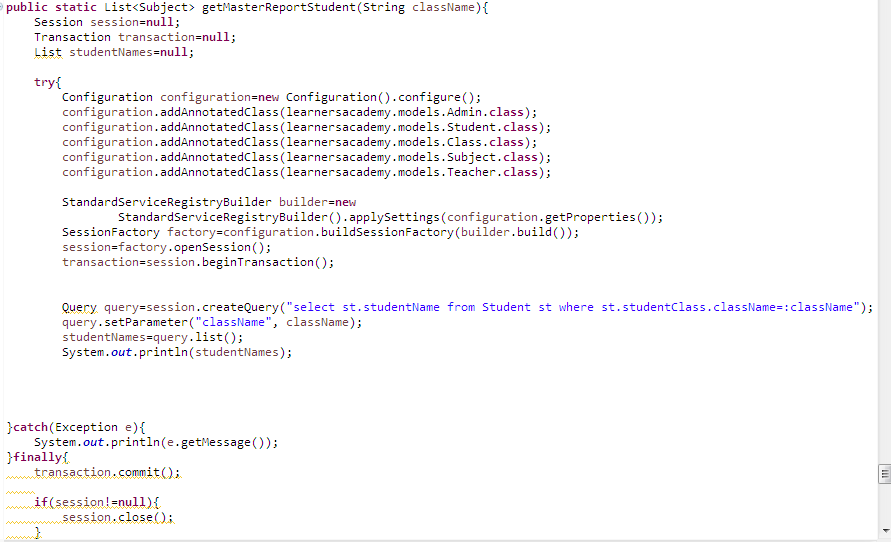 public static List<Subject> getMasterReportStudent(String className){
    Session session=null;
    Transaction transaction=null;
    List studentNames=null;

    try{
        Configuration configuration=new Configuration().configure();
        configuration.addAnnotatedClass(learnersacademy.models.Admin.class);
        configuration.addAnnotatedClass(learnersacademy.models.Student.class);
        configuration.addAnnotatedClass(learnersacademy.models.Class.class);
        configuration.addAnnotatedClass(learnersacademy.models.Subject.class);
        configuration.addAnnotatedClass(learnersacademy.models.Teacher.class);

        StandardServiceRegistryBuilder builder=new
                StandardServiceRegistryBuilder().applySettings(configuration.getProperties());
        SessionFactory factory=configuration.buildSessionFactory(builder.build());
        session=factory.openSession();
        transaction=session.beginTransaction();

        Query query=session.createQuery("select st.studentName from Student st where st.studentClass.className=:className");
        query.setParameter("className", className);
        studentNames=query.list();
        System.out.println(studentNames);

}catch(Exception e){
    System.out.println(e.getMessage());
}finally{
    transaction.commit();

    if(session!=null){
        session.close();
    }